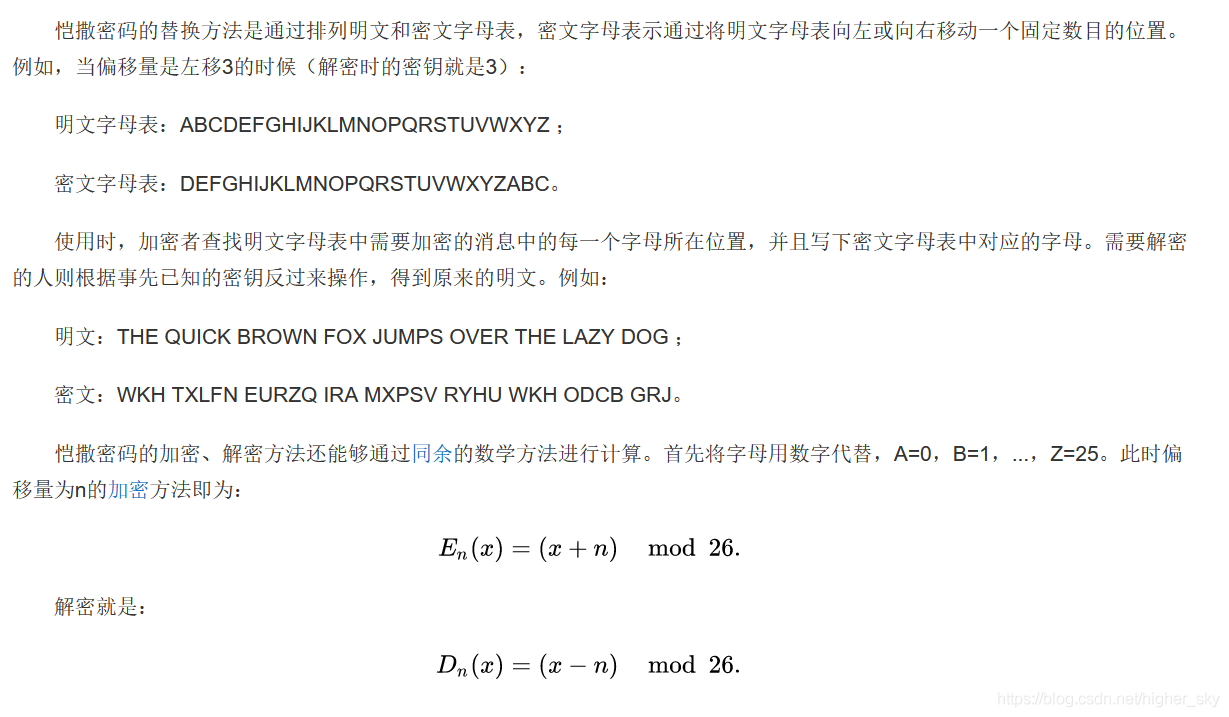 恺撒密码的替换方法是通过排列明文和密文字母表，密文字母表示通过将明文字母表向左或向右移动一个固定数目的位置。
例如，当偏移量是左移3的时候（解密时的密钥就是3）：
明文字母表：ABCDEFGHIJKLMNOPQRSTUVWXYZ ；
密文字母表：DEFGHIJKLMNOPQRSTUVWXYZABC。
使用时，加密者查找明文字母表中需要加密的消息中的每一个字母所在位置，并且写下密文字母表中对应的字母。需要解密
的人则根据事先已知的密钥反过来操作，得到原来的明文。例如：
明文：THE QUICK BROWN FOX JUMPS OVER THE LAZY DOG ；
密文：WKH TXLFN EURZQ IRA MXPSV RYHU WKH ODCB GRJ。
恺撒密码的加密、解密方法还能够通过同余的数学方法进行计算。首先将字母用数字代替，A=0，B=1，...，Z=25。此时偏
移量为n的加密方法即为：
Eₙ(x) = (x + n) mod 26.
解密就是：
Dₙ(x) = (x − n) mod 26.
https://blog.csdn.net/higher_sky